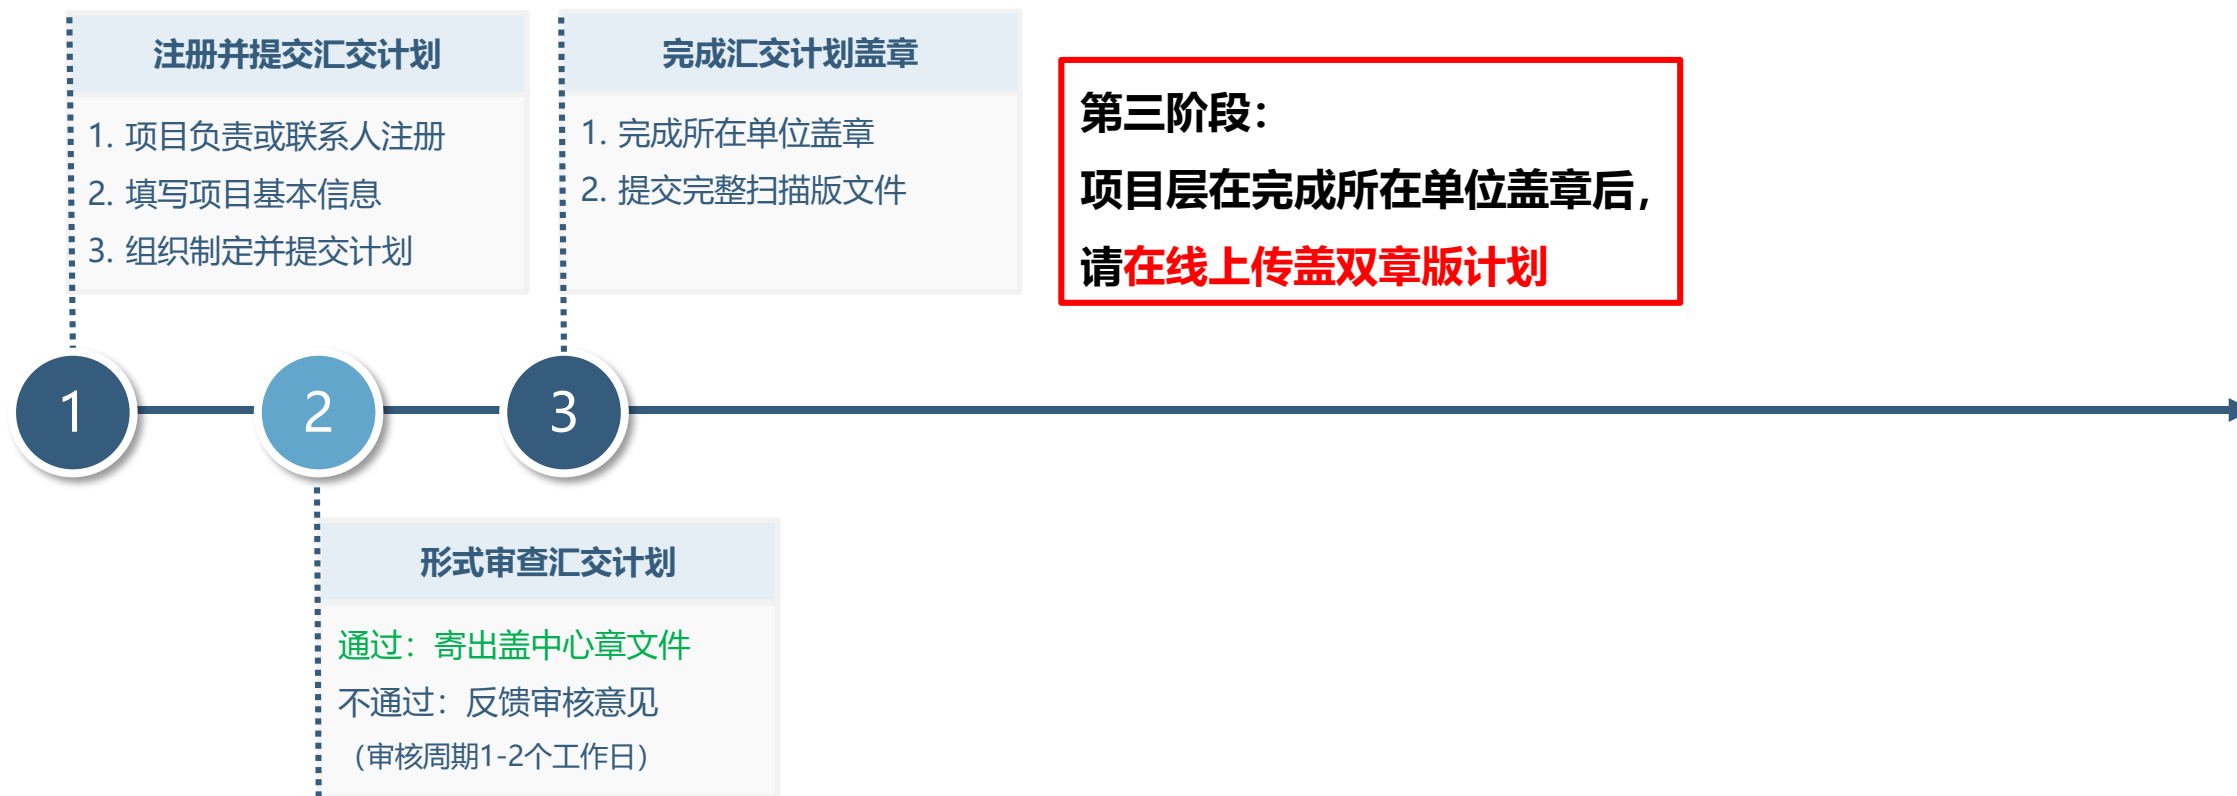 注册并提交汇交计划
1. 项目负责或联系人注册
2. 填写项目基本信息
3. 组织制定并提交计划
完成汇交计划盖章
1. 完成所在单位盖章
2. 提交完整扫描版文件
第三阶段：
项目层在完成所在单位盖章后，
请在线上传盖双章版计划
1
2
3
形式审查汇交计划
通过：寄出盖中心章文件
不通过：反馈审核意见
（审核周期1-2个工作日）